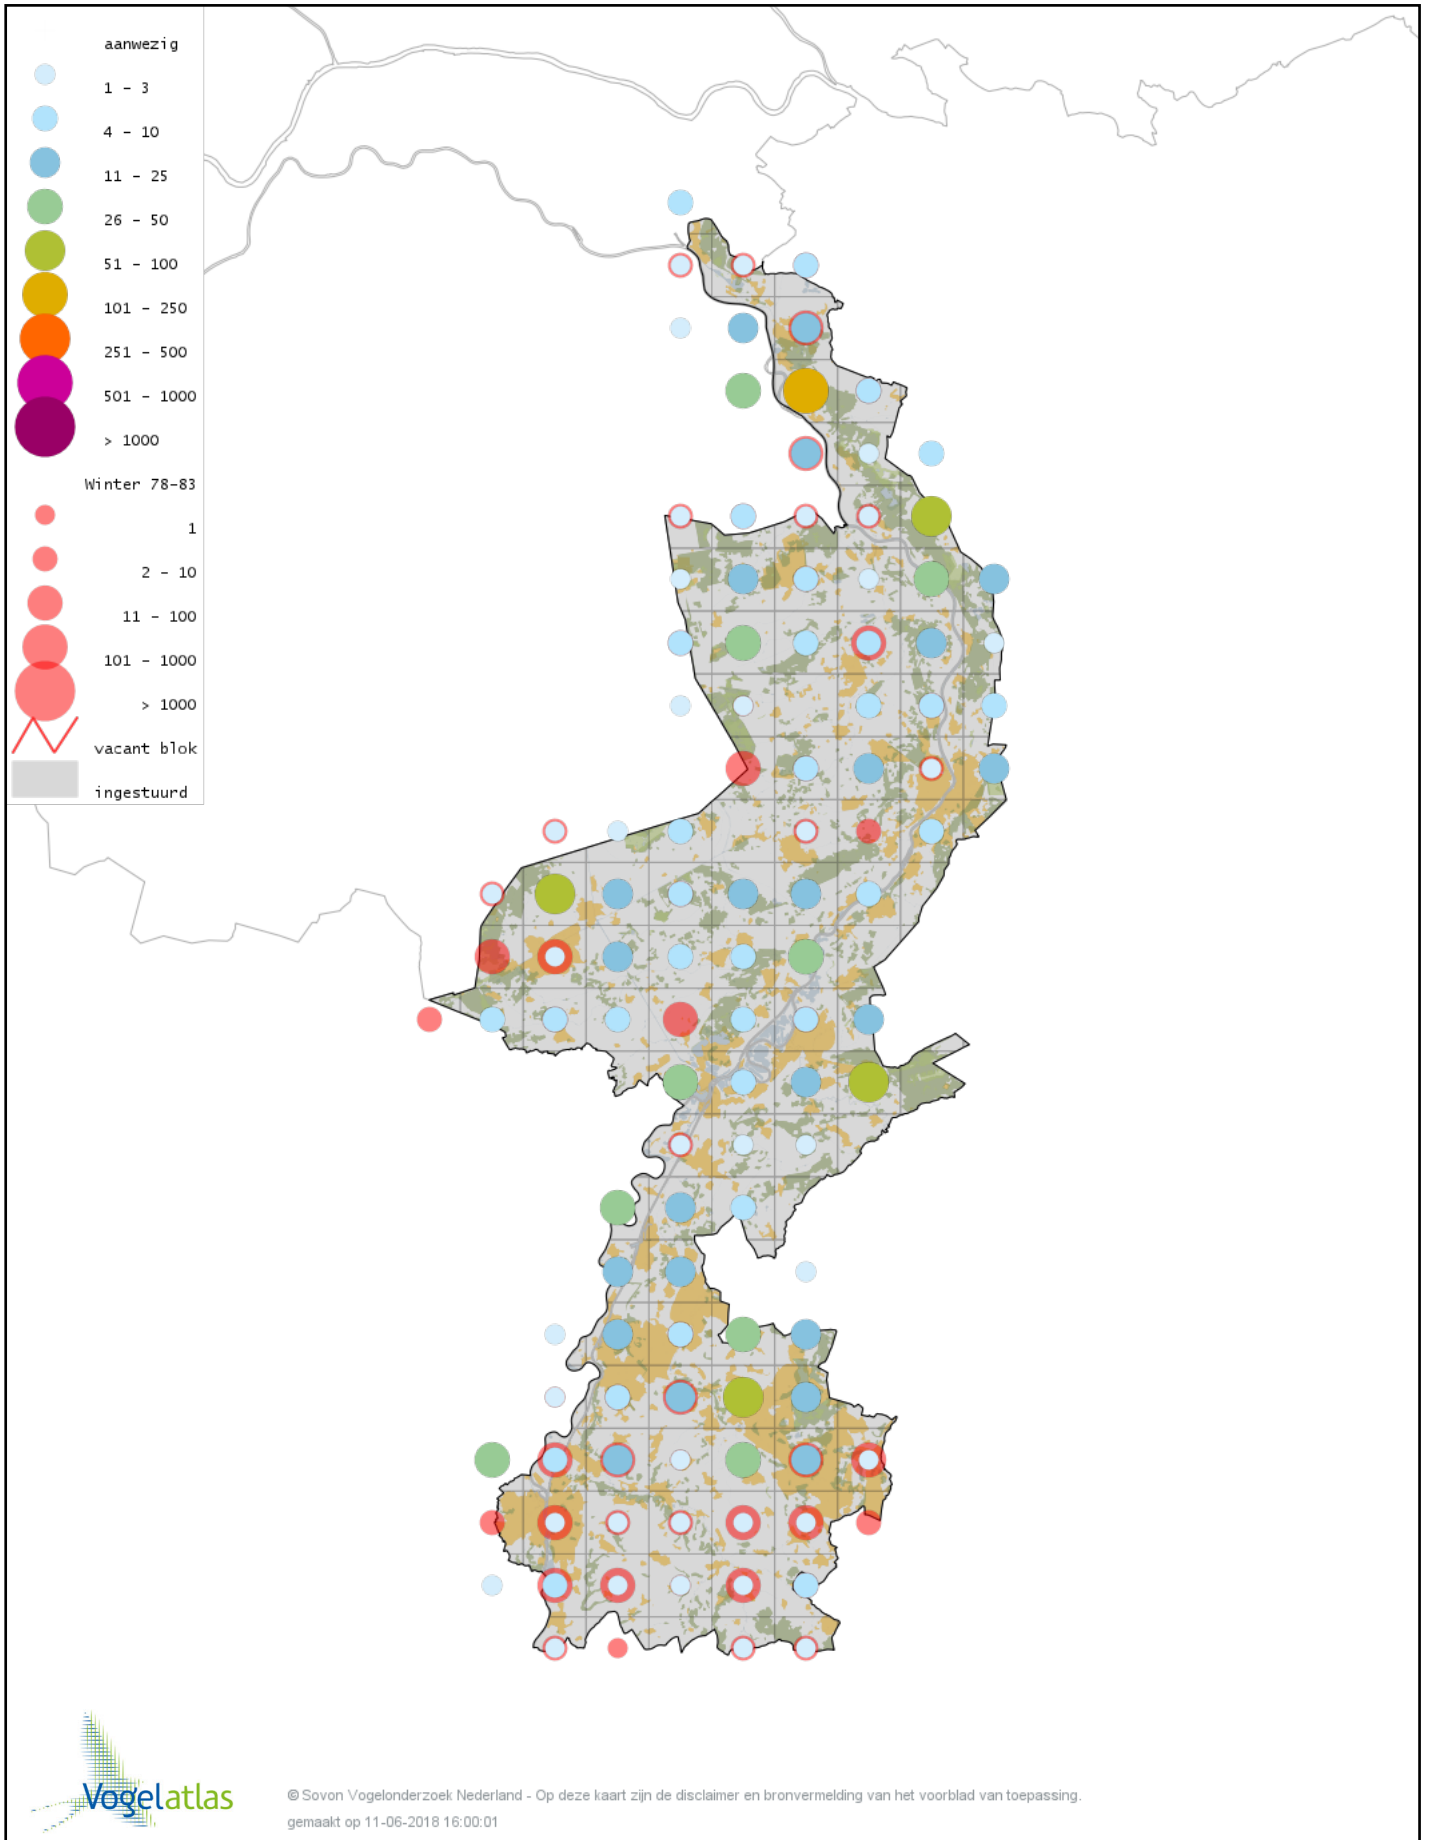 aanwezig
1 - 3
4 - 10
11 - 25
26 - 50
51 - 100
101 - 250
251 - 500
501 - 1000
> 1000
Winter 78-83
1
2 - 10
11 - 100
101 - 1000
> 1000
vacant blok
ingestuurd
Vogelatlas
© Sovon Vogelonderzoek Nederland - Op deze kaart zijn de disclaimer en bronvermelding van het voorblad van toepassing.
gemaakt op 11-06-2018 16:00:01